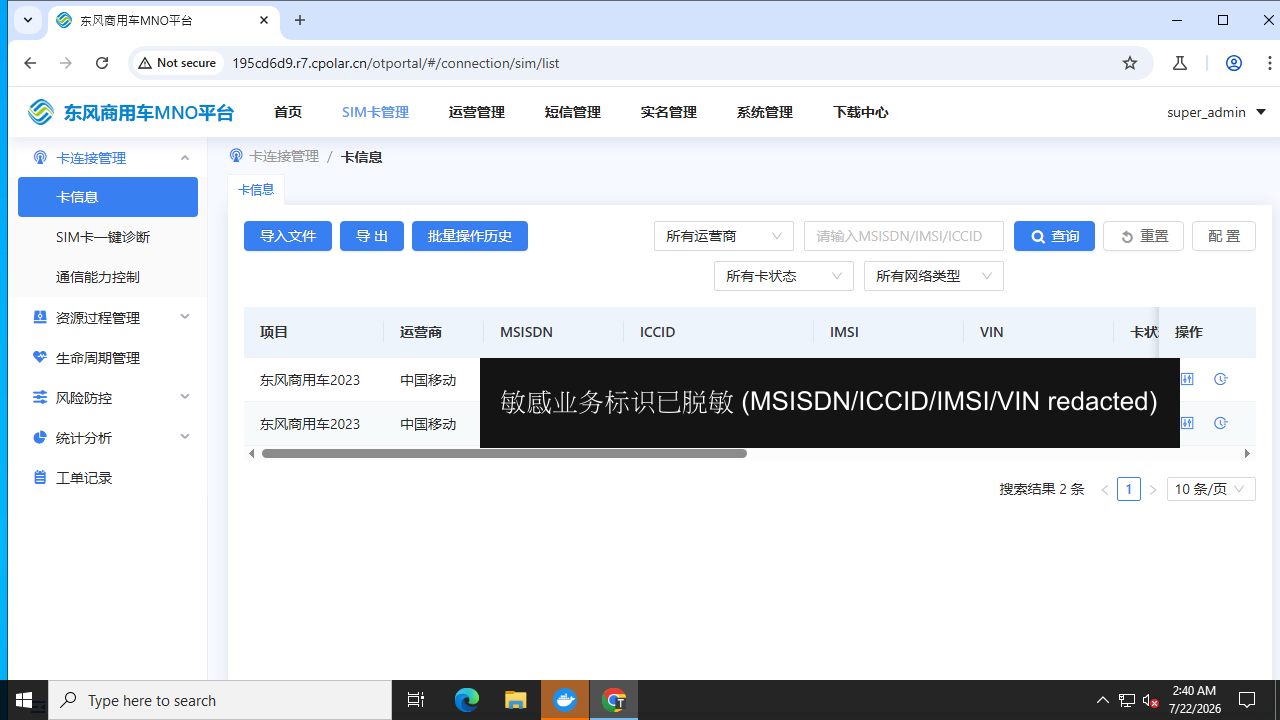 东风商用车MNO平台
Not secure
195cd6d9.r7.cpolar.cn/otportal/#/connection/sim/list
东风商用车MNO平台
首页
SIM卡管理
运营管理
短信管理
实名管理
系统管理
下载中心
super_admin
卡连接管理
卡信息
SIM卡一键诊断
通信能力控制
资源过程管理
生命周期管理
风险防控
统计分析
工单记录
卡连接管理 / 卡信息
卡信息
导入文件 导 出 批量操作历史 所有运营商 请输入MSISDN/IMSI/ICCID 查询 重置 配 置
所有卡状态 所有网络类型
项目 运营商 MSISDN ICCID IMSI VIN 卡状 操作
东风商用车2023 中国移动
敏感业务标识已脱敏 (MSISDN/ICCID/IMSI/VIN redacted)
东风商用车2023 中国移动
搜索结果 2 条 1 10 条/页
Type here to search
T
2:40 AM
7/22/2026